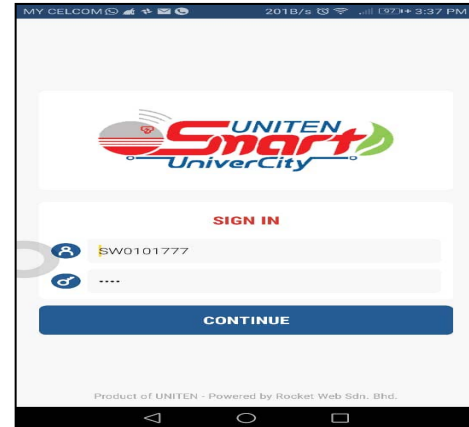 MY CELCOM 201B/s 97 3:37 PM
UNITEN
Smart
UniverCity
SIGN IN
SW0101777
••••
CONTINUE
Product of UNITEN - Powered by Rocket Web Sdn. Bhd.